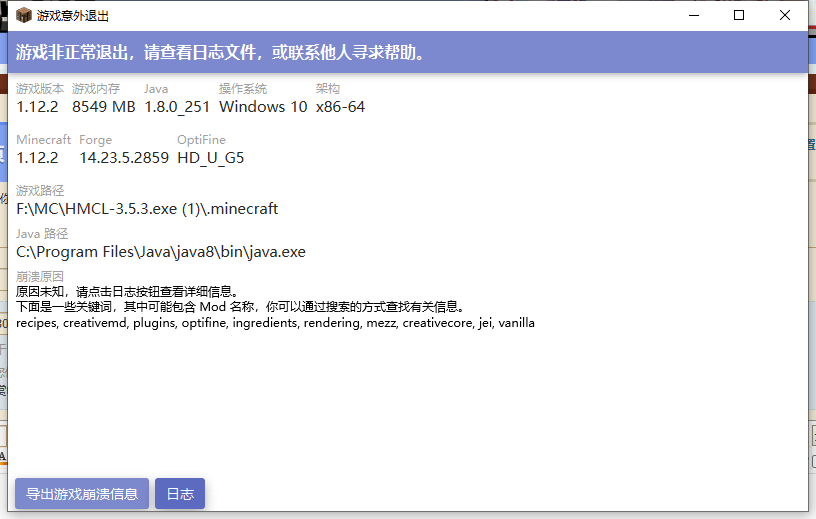 游戏意外退出
游戏非正常退出，请查看日志文件，或联系他人寻求帮助。
游戏版本 游戏内存 Java 操作系统 架构
1.12.2 8549 MB 1.8.0_251 Windows 10 x86-64
Minecraft Forge OptiFine
1.12.2 14.23.5.2859 HD_U_G5
游戏路径
F:\MC\HMCL-3.5.3.exe (1)\.minecraft
Java 路径
C:\Program Files\Java\java8\bin\java.exe
崩溃原因
原因未知，请点击日志按钮查看详细信息。
下面是一些关键词，其中可能包含 Mod 名称，你可以通过搜索的方式查找有关信息。
recipes, creativemd, plugins, optifine, ingredients, rendering, mezz, creativecore, jei, vanilla
导出游戏崩溃信息 日志